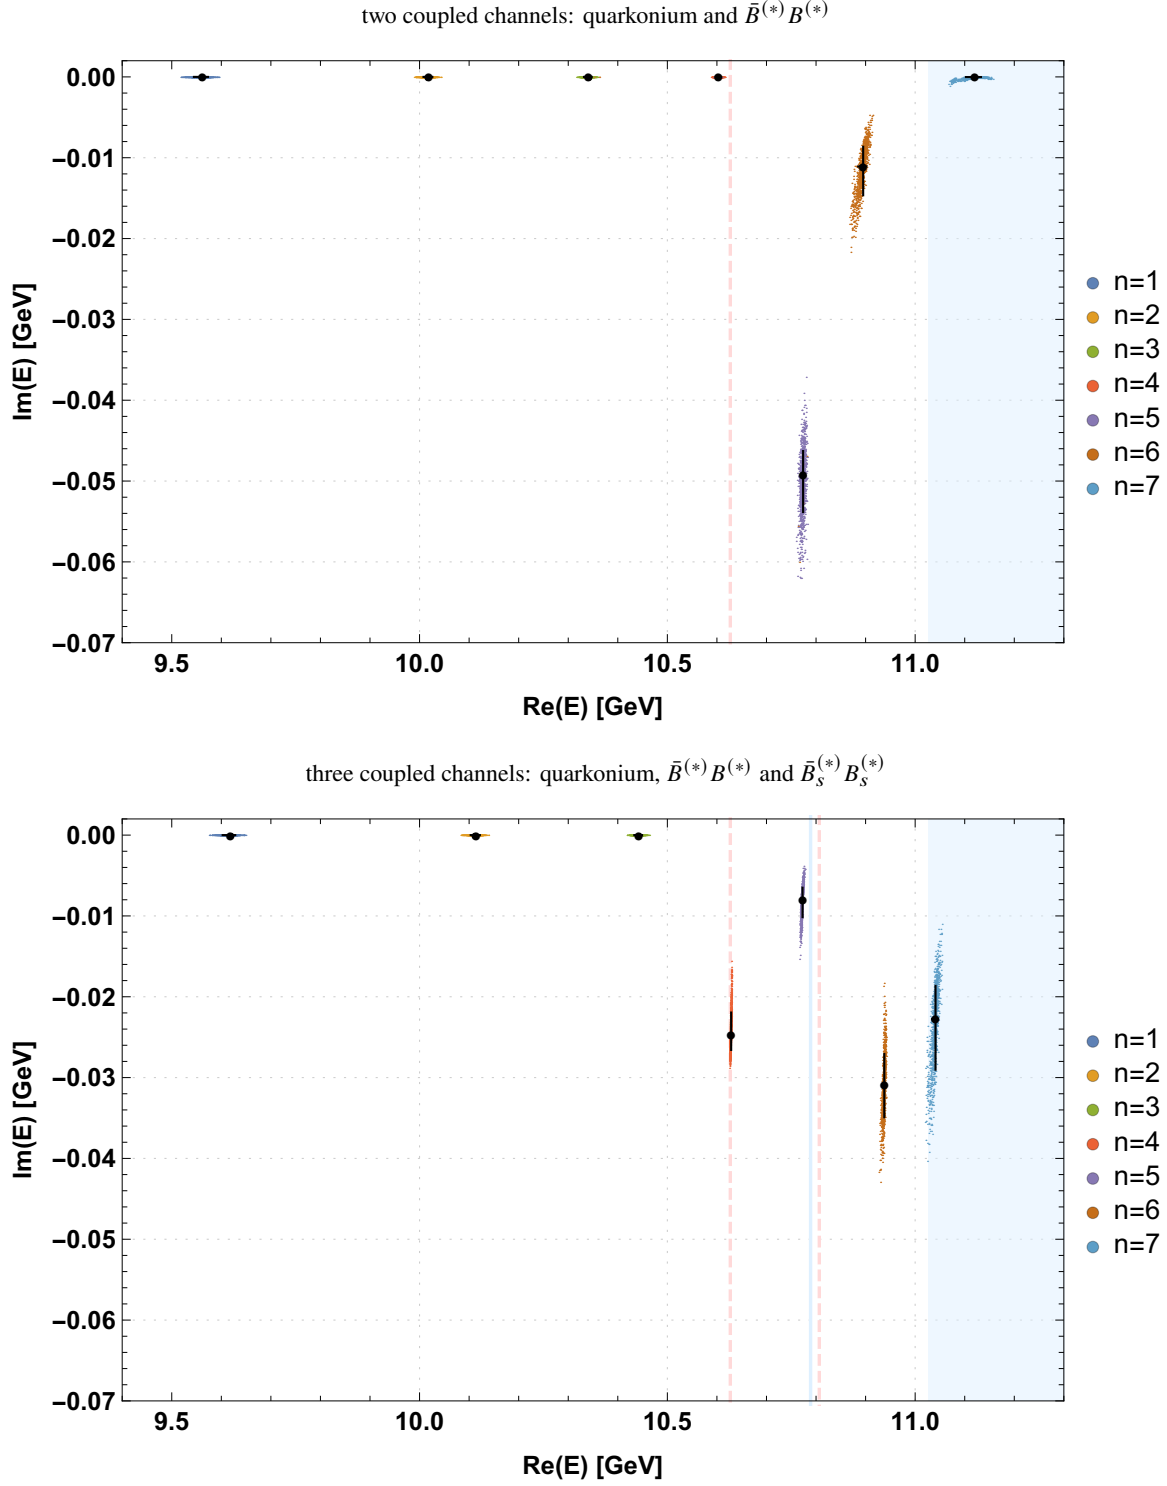 two coupled channels: quarkonium and B̄⁽*⁾B⁽*⁾
0.00
−0.01
−0.02
−0.03
−0.04
−0.05
−0.06
−0.07
Im(E) [GeV]
9.5 10.0 10.5 11.0
Re(E) [GeV]
n=1
n=2
n=3
n=4
n=5
n=6
n=7
three coupled channels: quarkonium, B̄⁽*⁾B⁽*⁾ and B̄ₛ⁽*⁾Bₛ⁽*⁾
0.00
−0.01
−0.02
−0.03
−0.04
−0.05
−0.06
−0.07
Im(E) [GeV]
9.5 10.0 10.5 11.0
Re(E) [GeV]
n=1
n=2
n=3
n=4
n=5
n=6
n=7